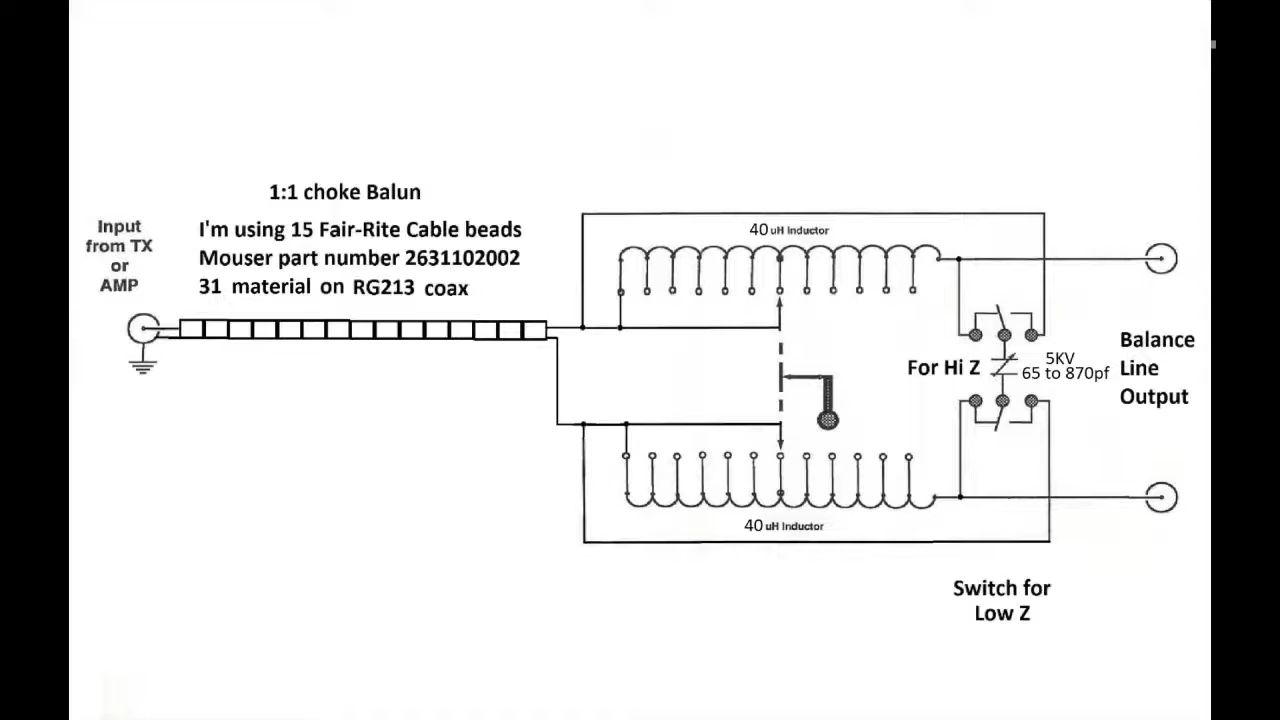 1:1 choke Balun
Input
from TX
or
AMP
I'm using 15 Fair-Rite Cable beads
Mouser part number 2631102002
31 material on RG213 coax
40 uH Inductor
For Hi Z
5KV
65 to 870pf
Balance
Line
Output
40 uH Inductor
Switch for
Low Z